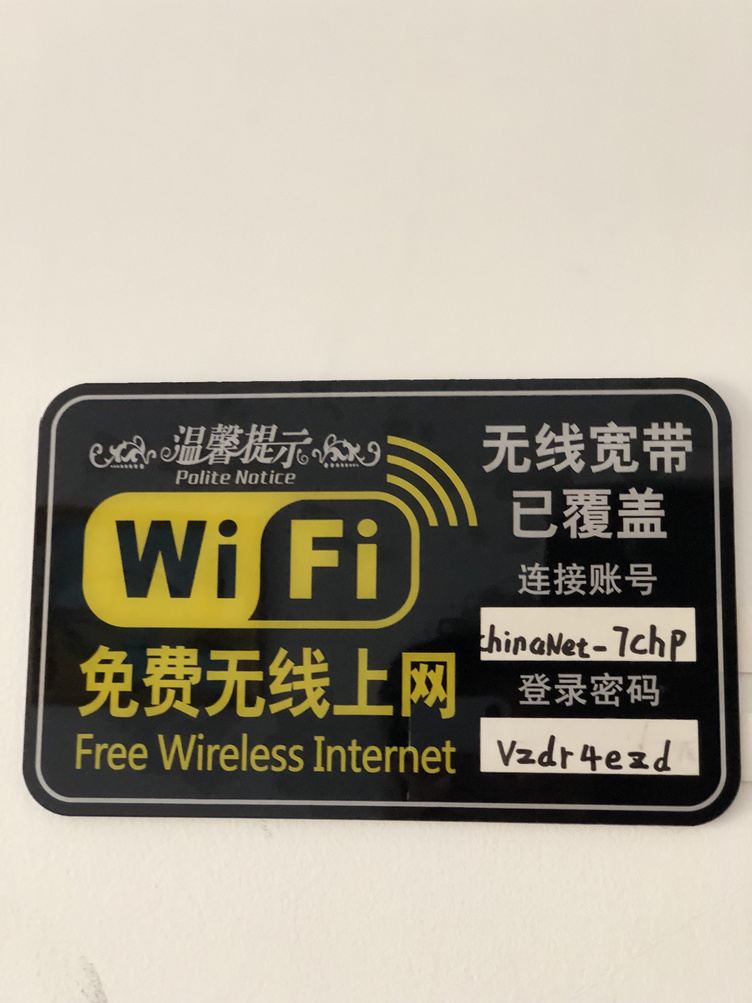 温馨提示
Polite Notice
WiFi
免费无线上网
Free Wireless Internet
无线宽带
已覆盖
连接账号
chinaNet-7chp
登录密码
Vzdr4ezd